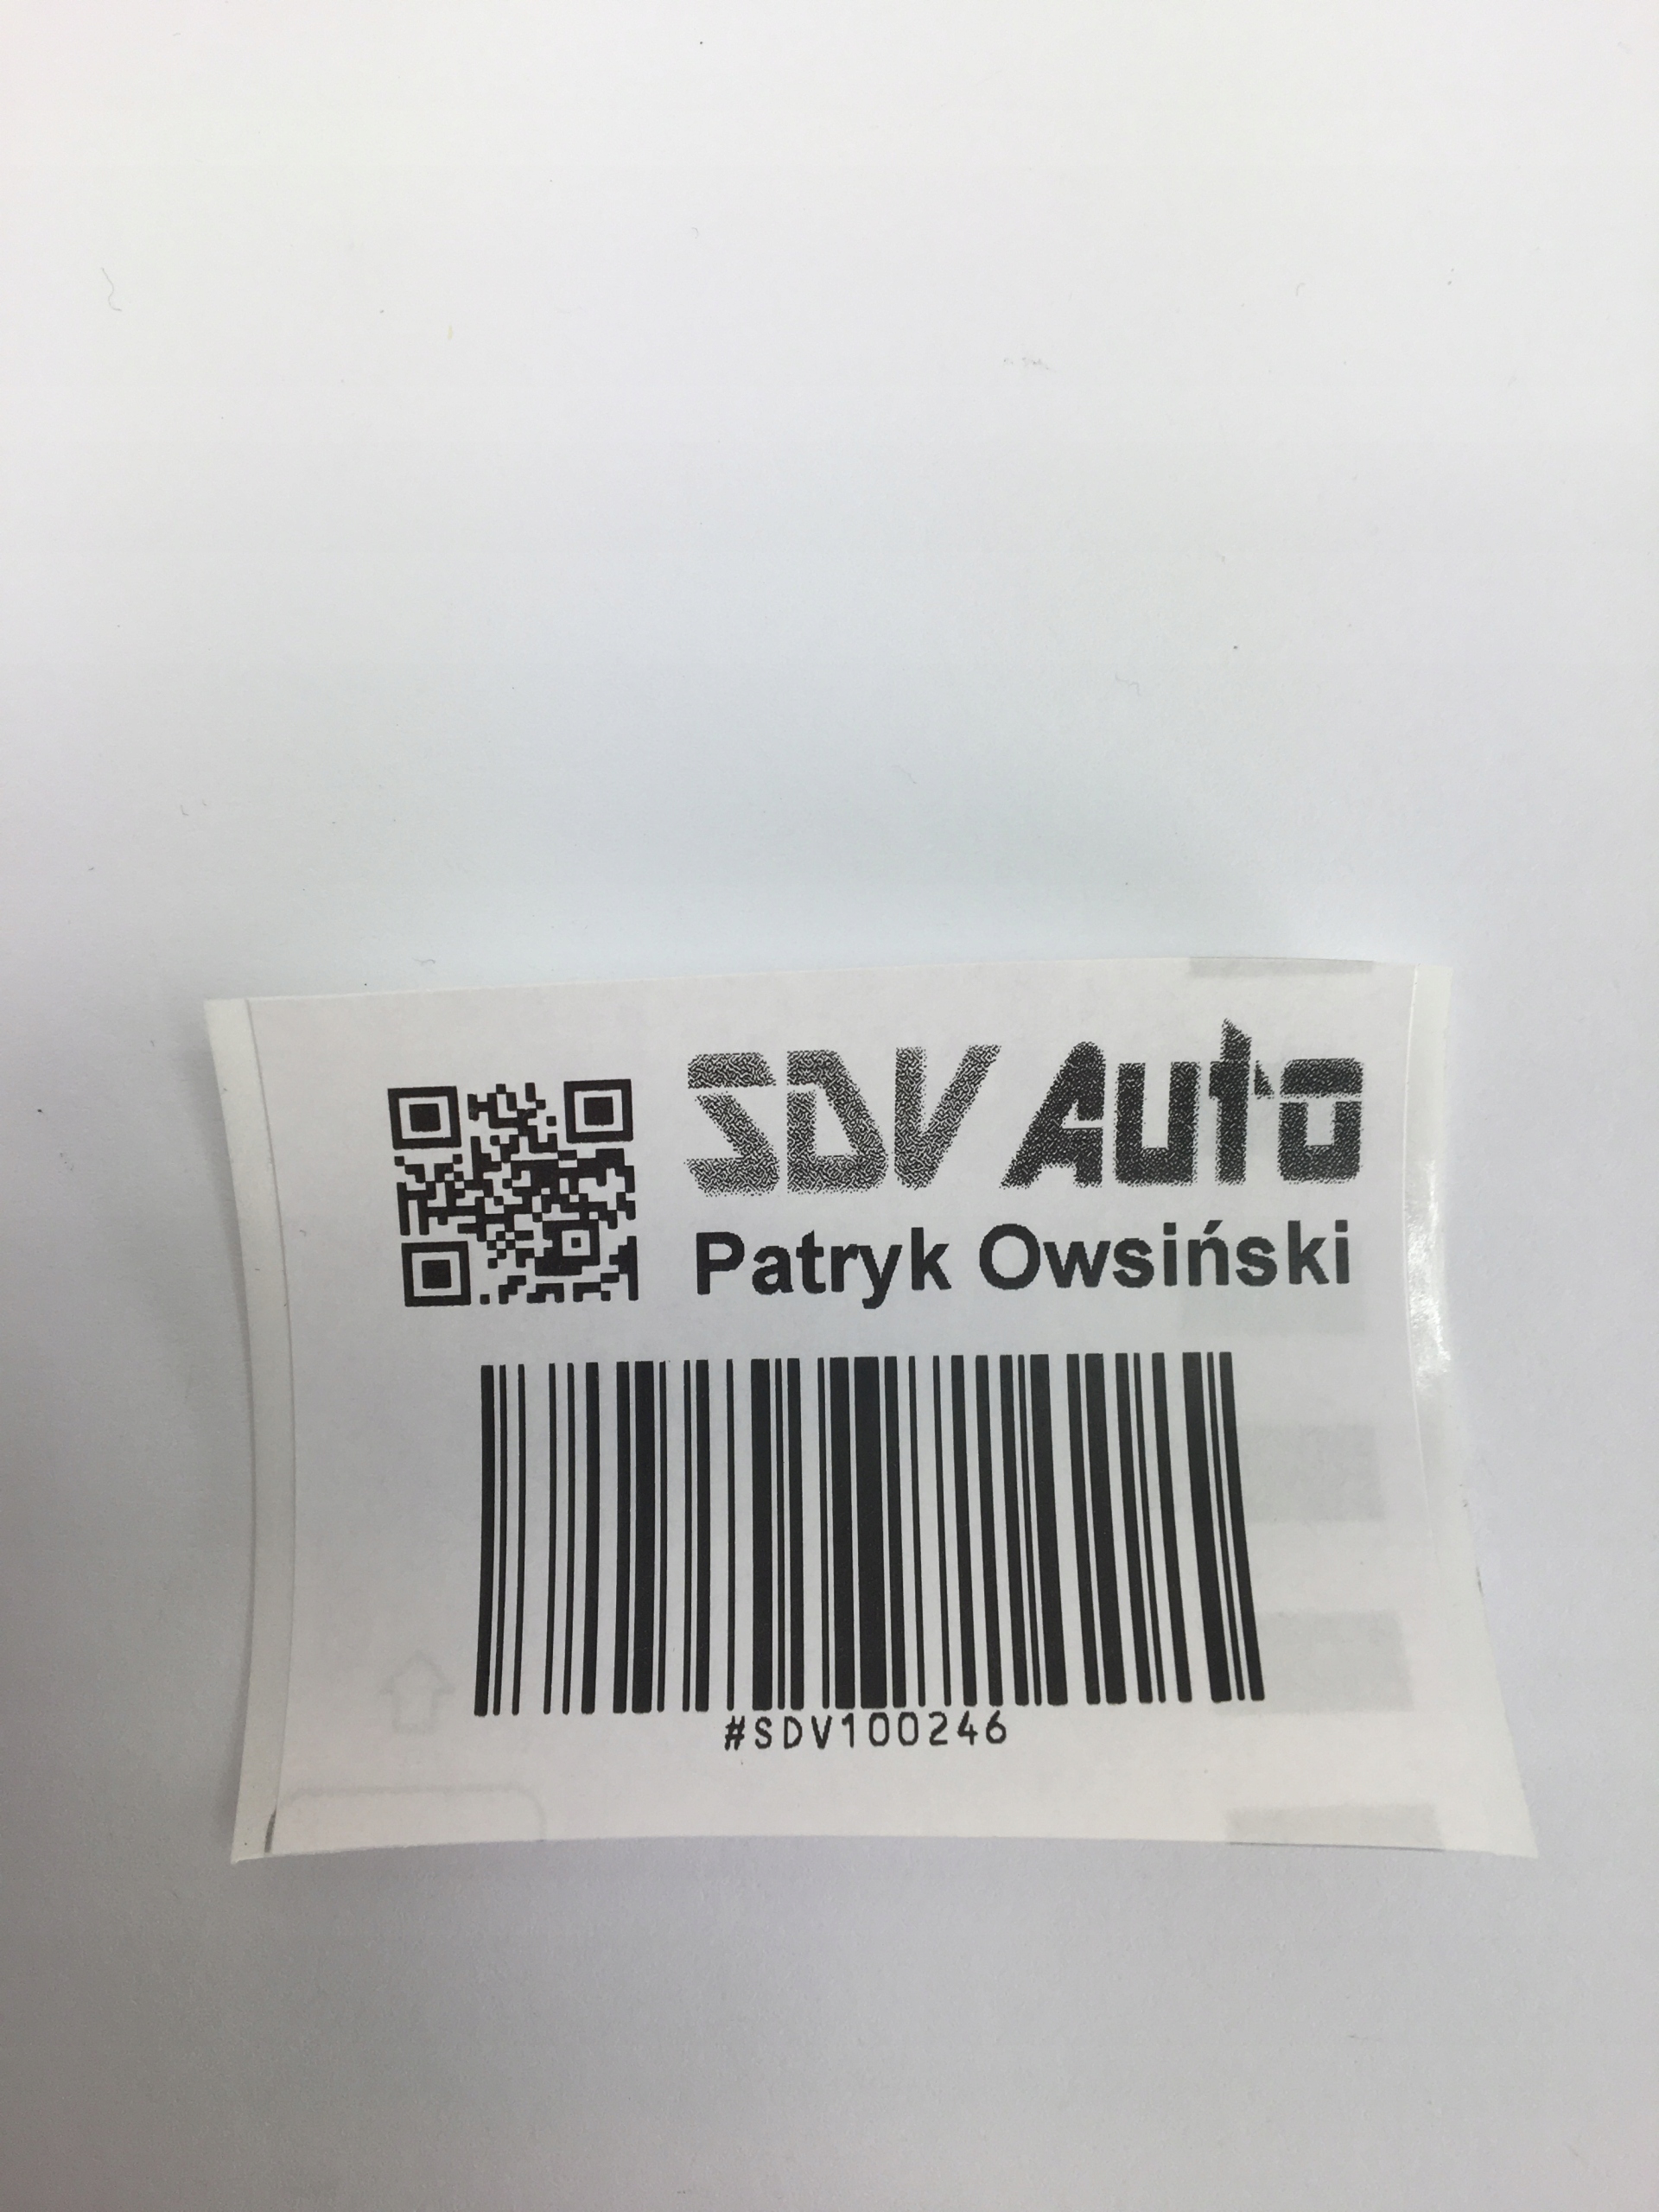 SDV Auto
Patryk Owsiński
#SDV100246